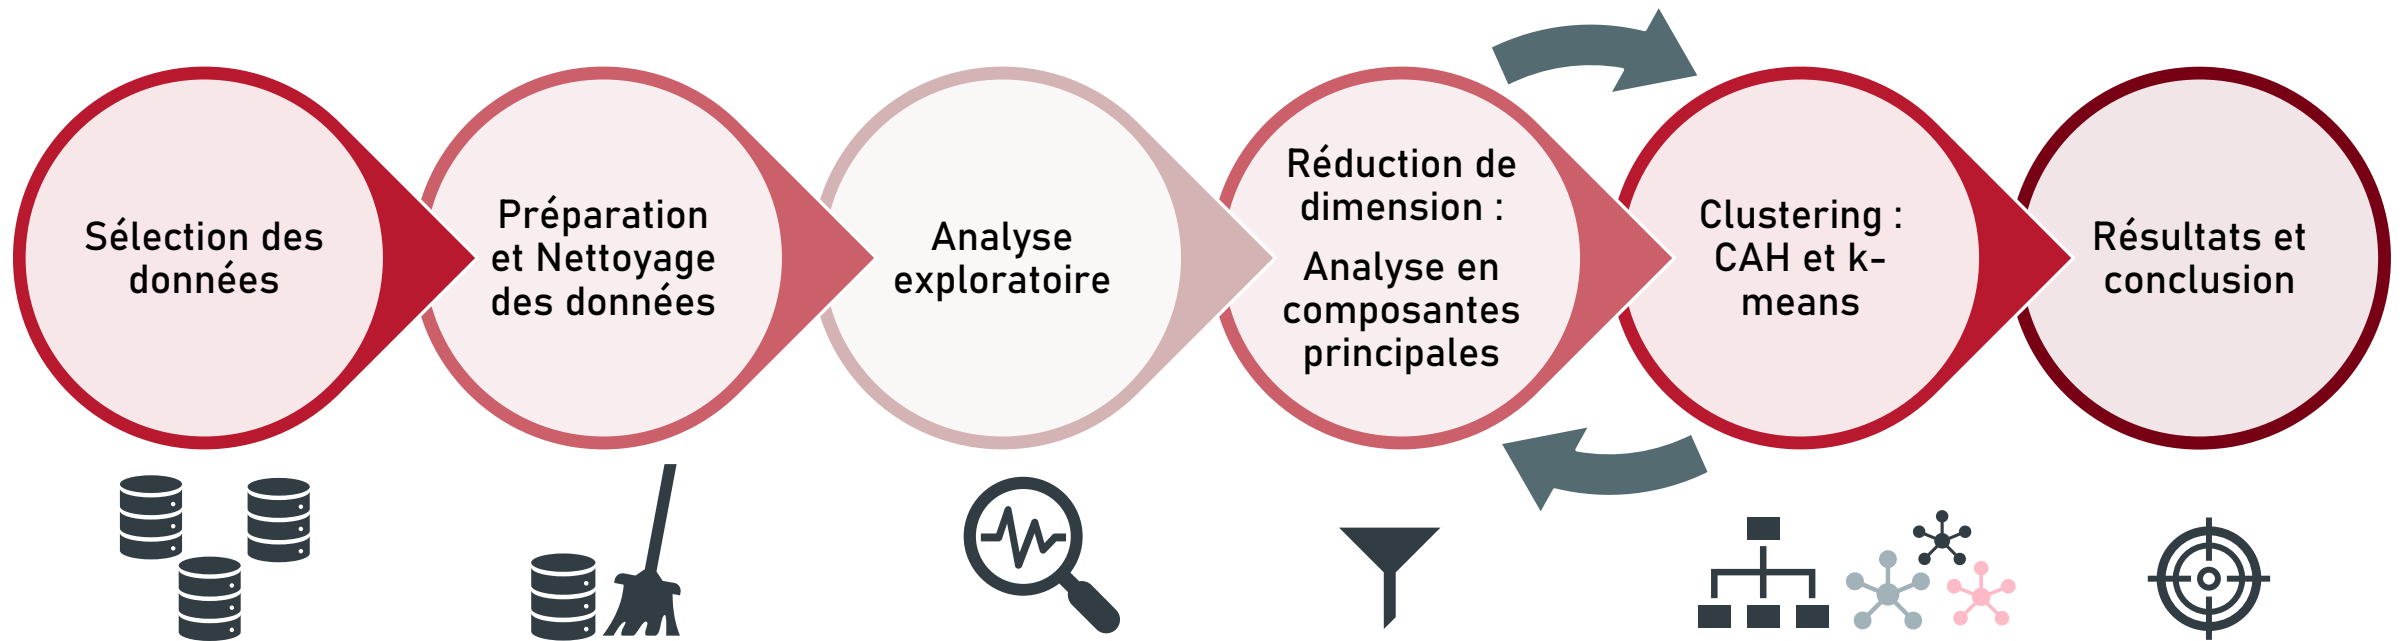 Sélection des
données
Préparation
et Nettoyage
des données
Analyse
exploratoire
Réduction de
dimension :
Analyse en
composantes
principales
Clustering :
CAH et k-
means
Résultats et
conclusion